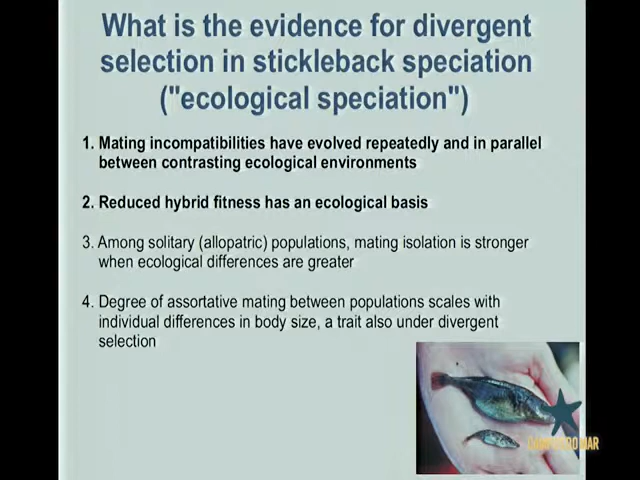 What is the evidence for divergent
selection in stickleback speciation
("ecological speciation")
1. Mating incompatibilities have evolved repeatedly and in parallel
between contrasting ecological environments
2. Reduced hybrid fitness has an ecological basis
3. Among solitary (allopatric) populations, mating isolation is stronger
when ecological differences are greater
4. Degree of assortative mating between populations scales with
individual differences in body size, a trait also under divergent
selection
MAR